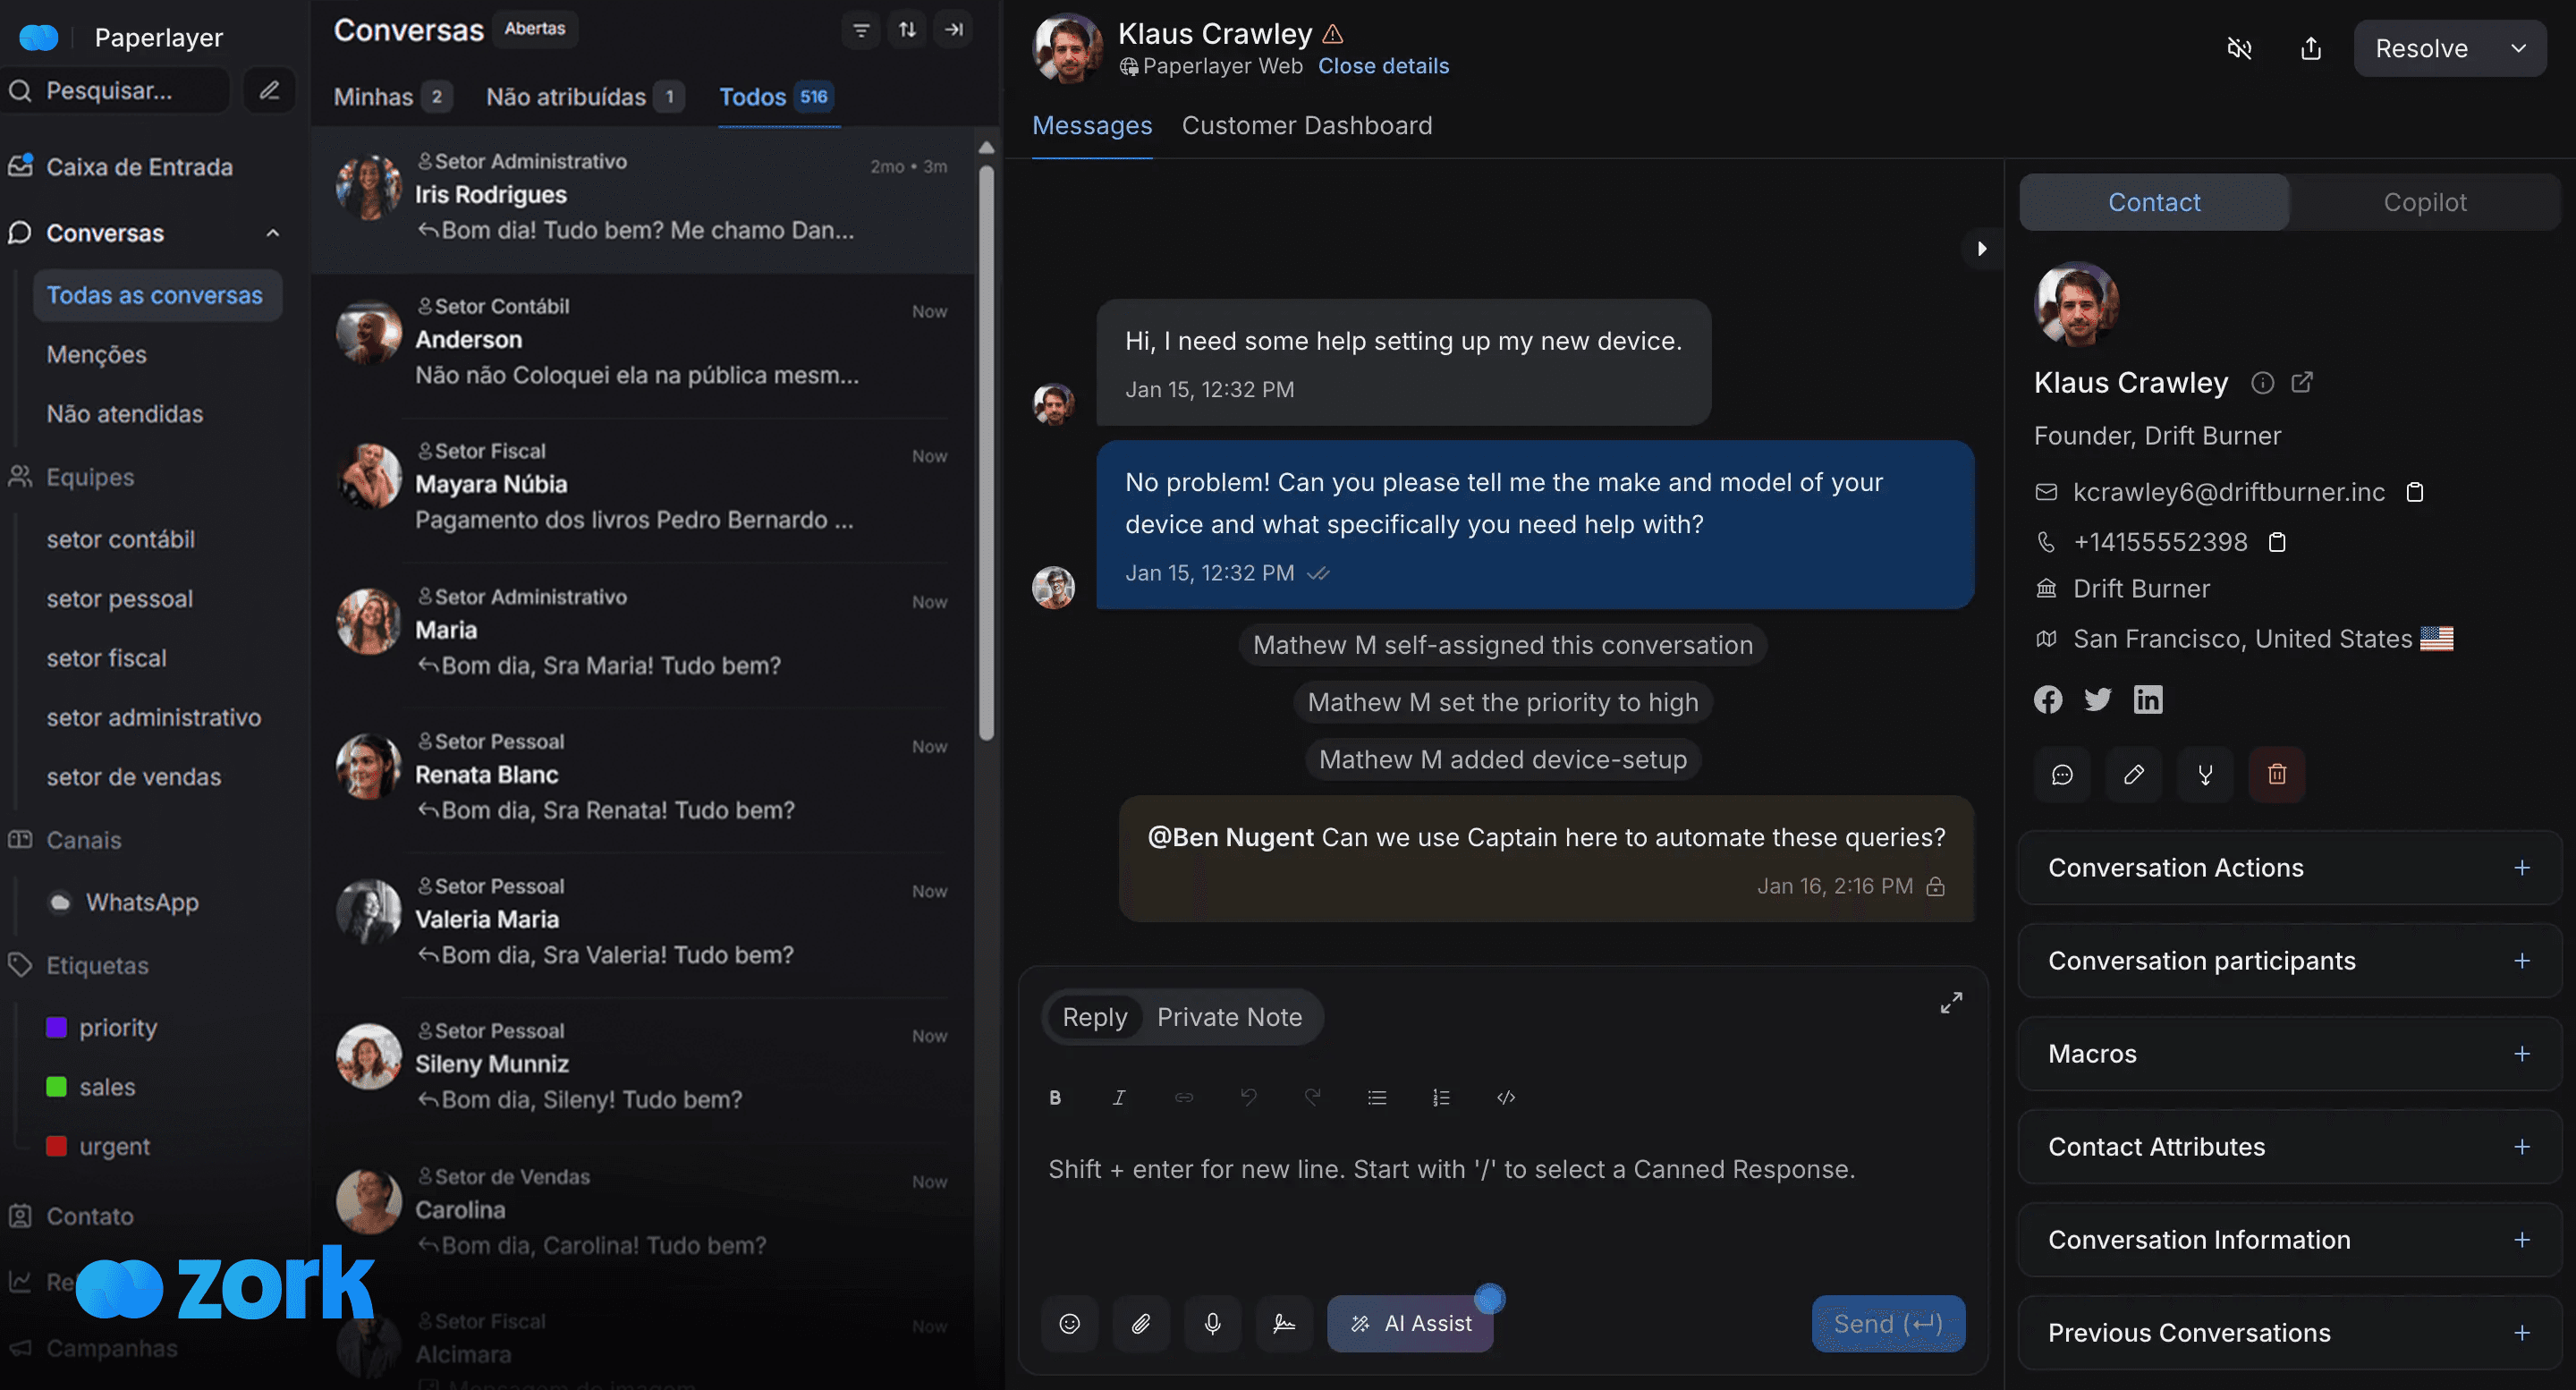 Paperlayer
Pesquisar...
Caixa de Entrada
Conversas
Todas as conversas
Menções
Não atendidas
Equipes
setor contábil
setor pessoal
setor fiscal
setor administrativo
setor de vendas
Canais
WhatsApp
Etiquetas
priority
sales
urgent
Contato
Re
zork
Campanhas
Conversas Abertas
Minhas 2 Não atribuídas 1 Todos 516
Setor Administrativo 2mo • 3m
Iris Rodrigues
Bom dia! Tudo bem? Me chamo Dan...
Setor Contábil Now
Anderson
Não não Coloquei ela na pública mesm...
Setor Fiscal Now
Mayara Núbia
Pagamento dos livros Pedro Bernardo ...
Setor Administrativo Now
Maria
Bom dia, Sra Maria! Tudo bem?
Setor Pessoal Now
Renata Blanc
Bom dia, Sra Renata! Tudo bem?
Setor Pessoal Now
Valeria Maria
Bom dia, Sra Valeria! Tudo bem?
Setor Pessoal Now
Sileny Munniz
Bom dia, Sileny! Tudo bem?
Setor de Vendas Now
Carolina
Bom dia, Carolina! Tudo bem?
Setor Fiscal Now
Alcimara
Mensagem de imagem
Klaus Crawley
Paperlayer Web Close details
Resolve
Messages Customer Dashboard
Hi, I need some help setting up my new device.
Jan 15, 12:32 PM
No problem! Can you please tell me the make and model of your
device and what specifically you need help with?
Jan 15, 12:32 PM
Mathew M self-assigned this conversation
Mathew M set the priority to high
Mathew M added device-setup
@Ben Nugent Can we use Captain here to automate these queries?
Jan 16, 2:16 PM
Reply Private Note
B I
Shift + enter for new line. Start with '/' to select a Canned Response.
AI Assist
Send (↵)
Contact Copilot
Klaus Crawley
Founder, Drift Burner
kcrawley6@driftburner.inc
+14155552398
Drift Burner
San Francisco, United States
Conversation Actions +
Conversation participants +
Macros +
Contact Attributes +
Conversation Information +
Previous Conversations +